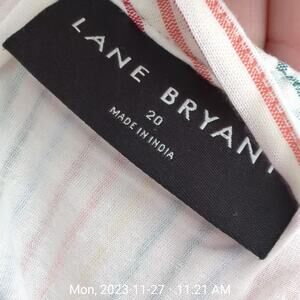 LANE BRYANT
20
MADE IN INDIA
Mon, 2023-11-27 · 11:21 AM